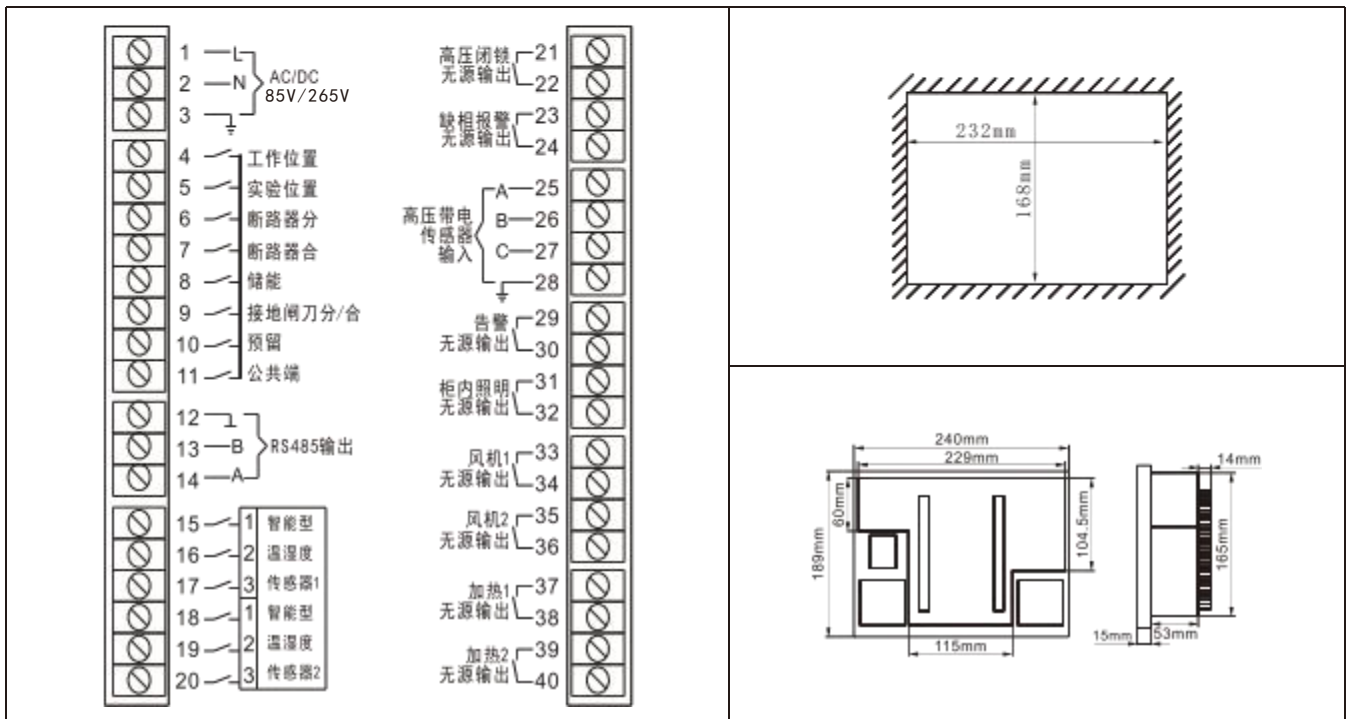 1 L
2 N
3
AC/DC
85V/265V
4 工作位置
5 实验位置
6 断路器分
7 断路器合
8 储能
9 接地闸刀分/合
10 预留
11 公共端
12
13 B
14 A
RS485输出
15 1 智能型
16 2 温湿度
17 3 传感器1
18 1 智能型
19 2 温湿度
20 3 传感器2
高压闭锁 21
无源输出 22
缺相报警 23
无源输出 24
高压带电
传感器
输入
A 25
B 26
C 27
28
告警 29
无源输出 30
柜内照明 31
无源输出 32
风机1 33
无源输出 34
风机2 35
无源输出 36
加热1 37
无源输出 38
加热2 39
无源输出 40
232mm
168mm
240mm
229mm
60mm
189mm
104.5mm
115mm
14mm
165mm
15mm
53mm